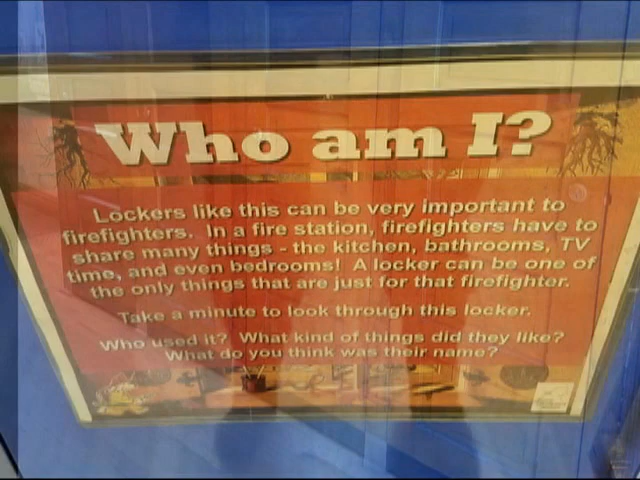 Who am I?
Lockers like this can be very important to
firefighters. In a fire station, firefighters have to
share many things - the kitchen, bathrooms, TV
time, and even bedrooms! A locker can be one of
the only things that are just for that firefighter.
Take a minute to look through this locker.
Who used it? What kind of things did they like?
What do you think was their name?